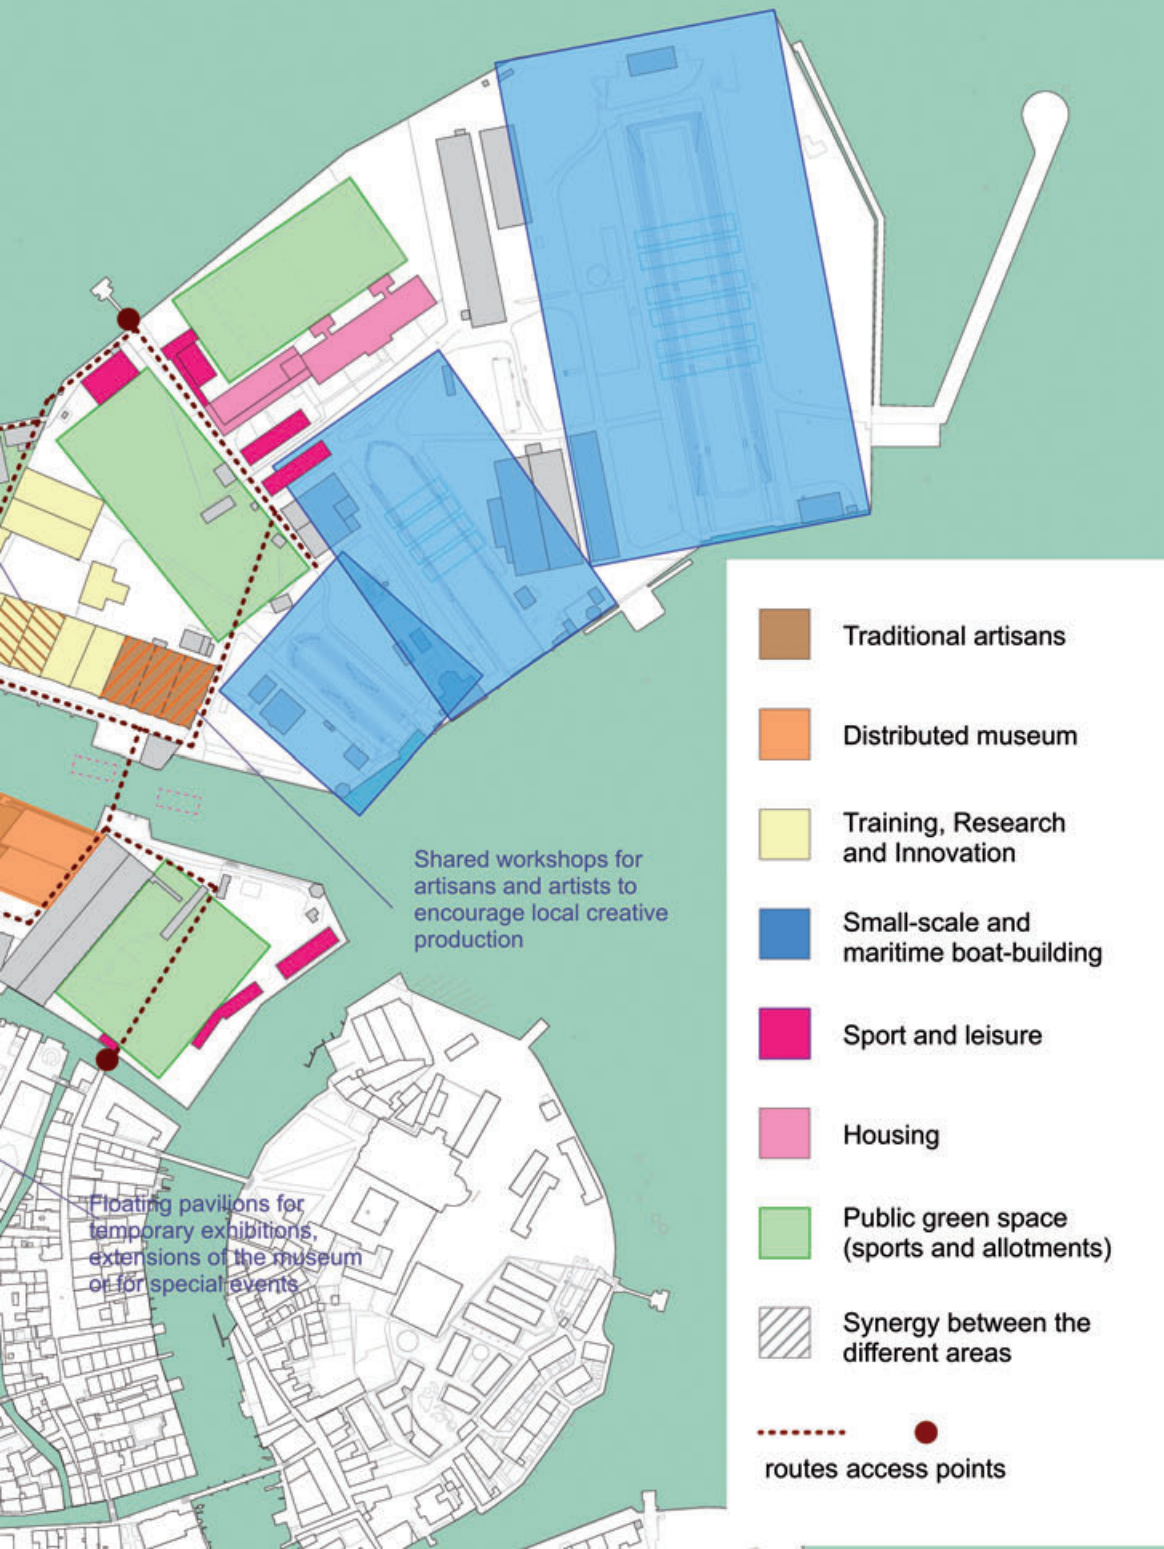 Shared workshops for
artisans and artists to
encourage local creative
production
Floating pavilions for
temporary exhibitions,
extensions of the museum
or for special events
Traditional artisans
Distributed museum
Training, Research
and Innovation
Small-scale and
maritime boat-building
Sport and leisure
Housing
Public green space
(sports and allotments)
Synergy between the
different areas
routes access points